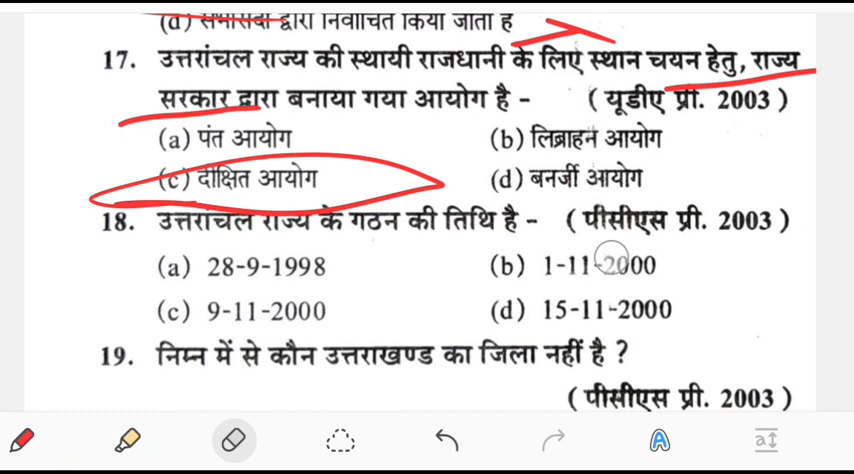 (d) सभासदों द्वारा निर्वाचित किया जाता है
17. उत्तरांचल राज्य की स्थायी राजधानी के लिए स्थान चयन हेतु, राज्य
सरकार द्वारा बनाया गया आयोग है - ( यूडीए प्री. 2003 )
(a) पंत आयोग (b) लिब्राहन आयोग
(c) दीक्षित आयोग (d) बनर्जी आयोग
18. उत्तरांचल राज्य के गठन की तिथि है - ( पीसीएस प्री. 2003 )
(a) 28-9-1998 (b) 1-11-2000
(c) 9-11-2000 (d) 15-11-2000
19. निम्न में से कौन उत्तराखण्ड का जिला नहीं है ?
( पीसीएस प्री. 2003 )
A
a